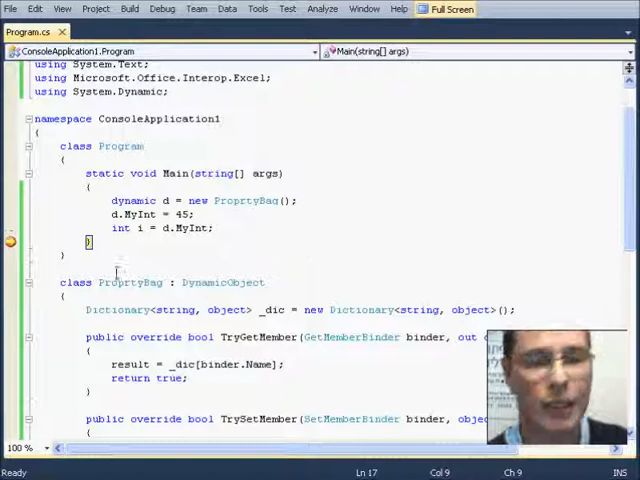 File Edit View Project Build Debug Team Data Tools Test Analyze Window Help Full Screen
Program.cs
ConsoleApplication1.Program Main(string[] args)
using System.Text;
using Microsoft.Office.Interop.Excel;
using System.Dynamic;
namespace ConsoleApplication1
{
class Program
{
static void Main(string[] args)
{
dynamic d = new ProprtyBag();
d.MyInt = 45;
int i = d.MyInt;
}
}
class ProprtyBag : DynamicObject
{
Dictionary<string, object> _dic = new Dictionary<string, object>();
public override bool TryGetMember(GetMemberBinder binder, out o
{
result = _dic[binder.Name];
return true;
}
public override bool TrySetMember(SetMemberBinder binder, objec
{
100 %
Ready Ln 17 Col 9 Ch 9 INS